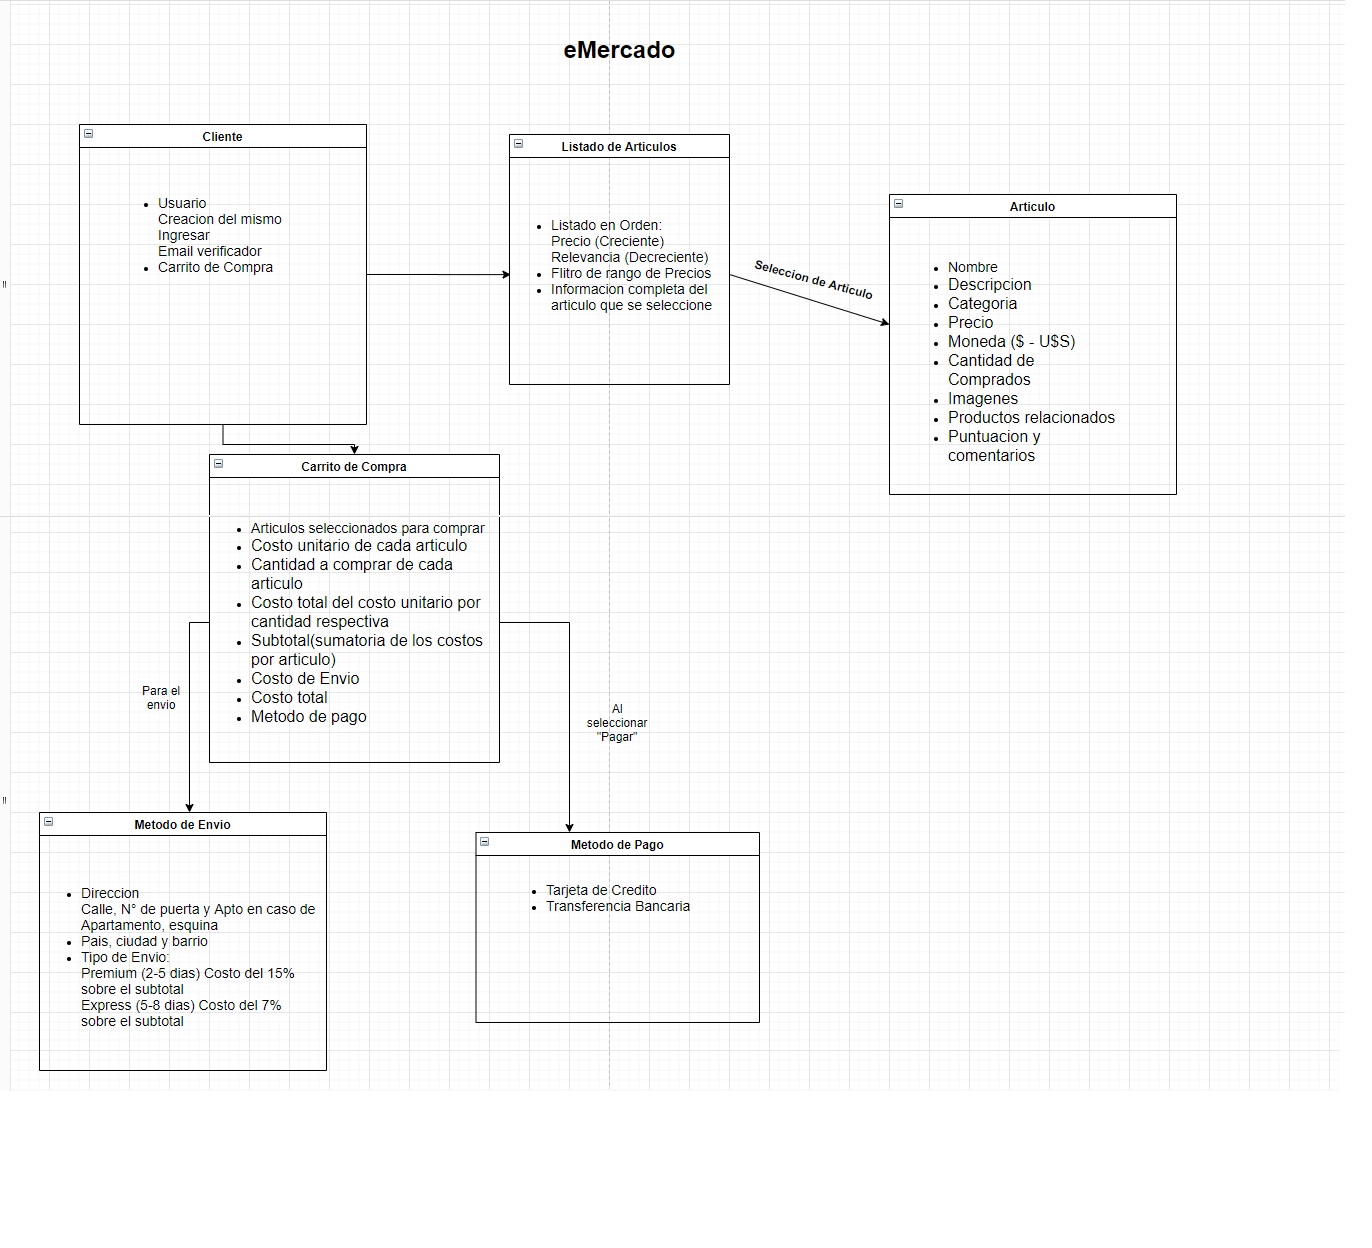 eMercado
Cliente
Usuario
Creacion del mismo
Ingresar
Email verificador
Carrito de Compra
Listado de Articulos
Listado en Orden:
Precio (Creciente)
Relevancia (Decreciente)
Flitro de rango de Precios
Informacion completa del
articulo que se seleccione
Seleccion de Articulo
Articulo
Nombre
Descripcion
Categoria
Precio
Moneda ($ - U$S)
Cantidad de
Comprados
Imagenes
Productos relacionados
Puntuacion y
comentarios
Carrito de Compra
Articulos seleccionados para comprar
Costo unitario de cada articulo
Cantidad a comprar de cada
articulo
Costo total del costo unitario por
cantidad respectiva
Subtotal(sumatoria de los costos
por articulo)
Costo de Envio
Costo total
Metodo de pago
Para el
envio
Al
seleccionar
"Pagar"
Metodo de Envio
Direccion
Calle, N° de puerta y Apto en caso de
Apartamento, esquina
Pais, ciudad y barrio
Tipo de Envio:
Premium (2-5 dias) Costo del 15%
sobre el subtotal
Express (5-8 dias) Costo del 7%
sobre el subtotal
Metodo de Pago
Tarjeta de Credito
Transferencia Bancaria